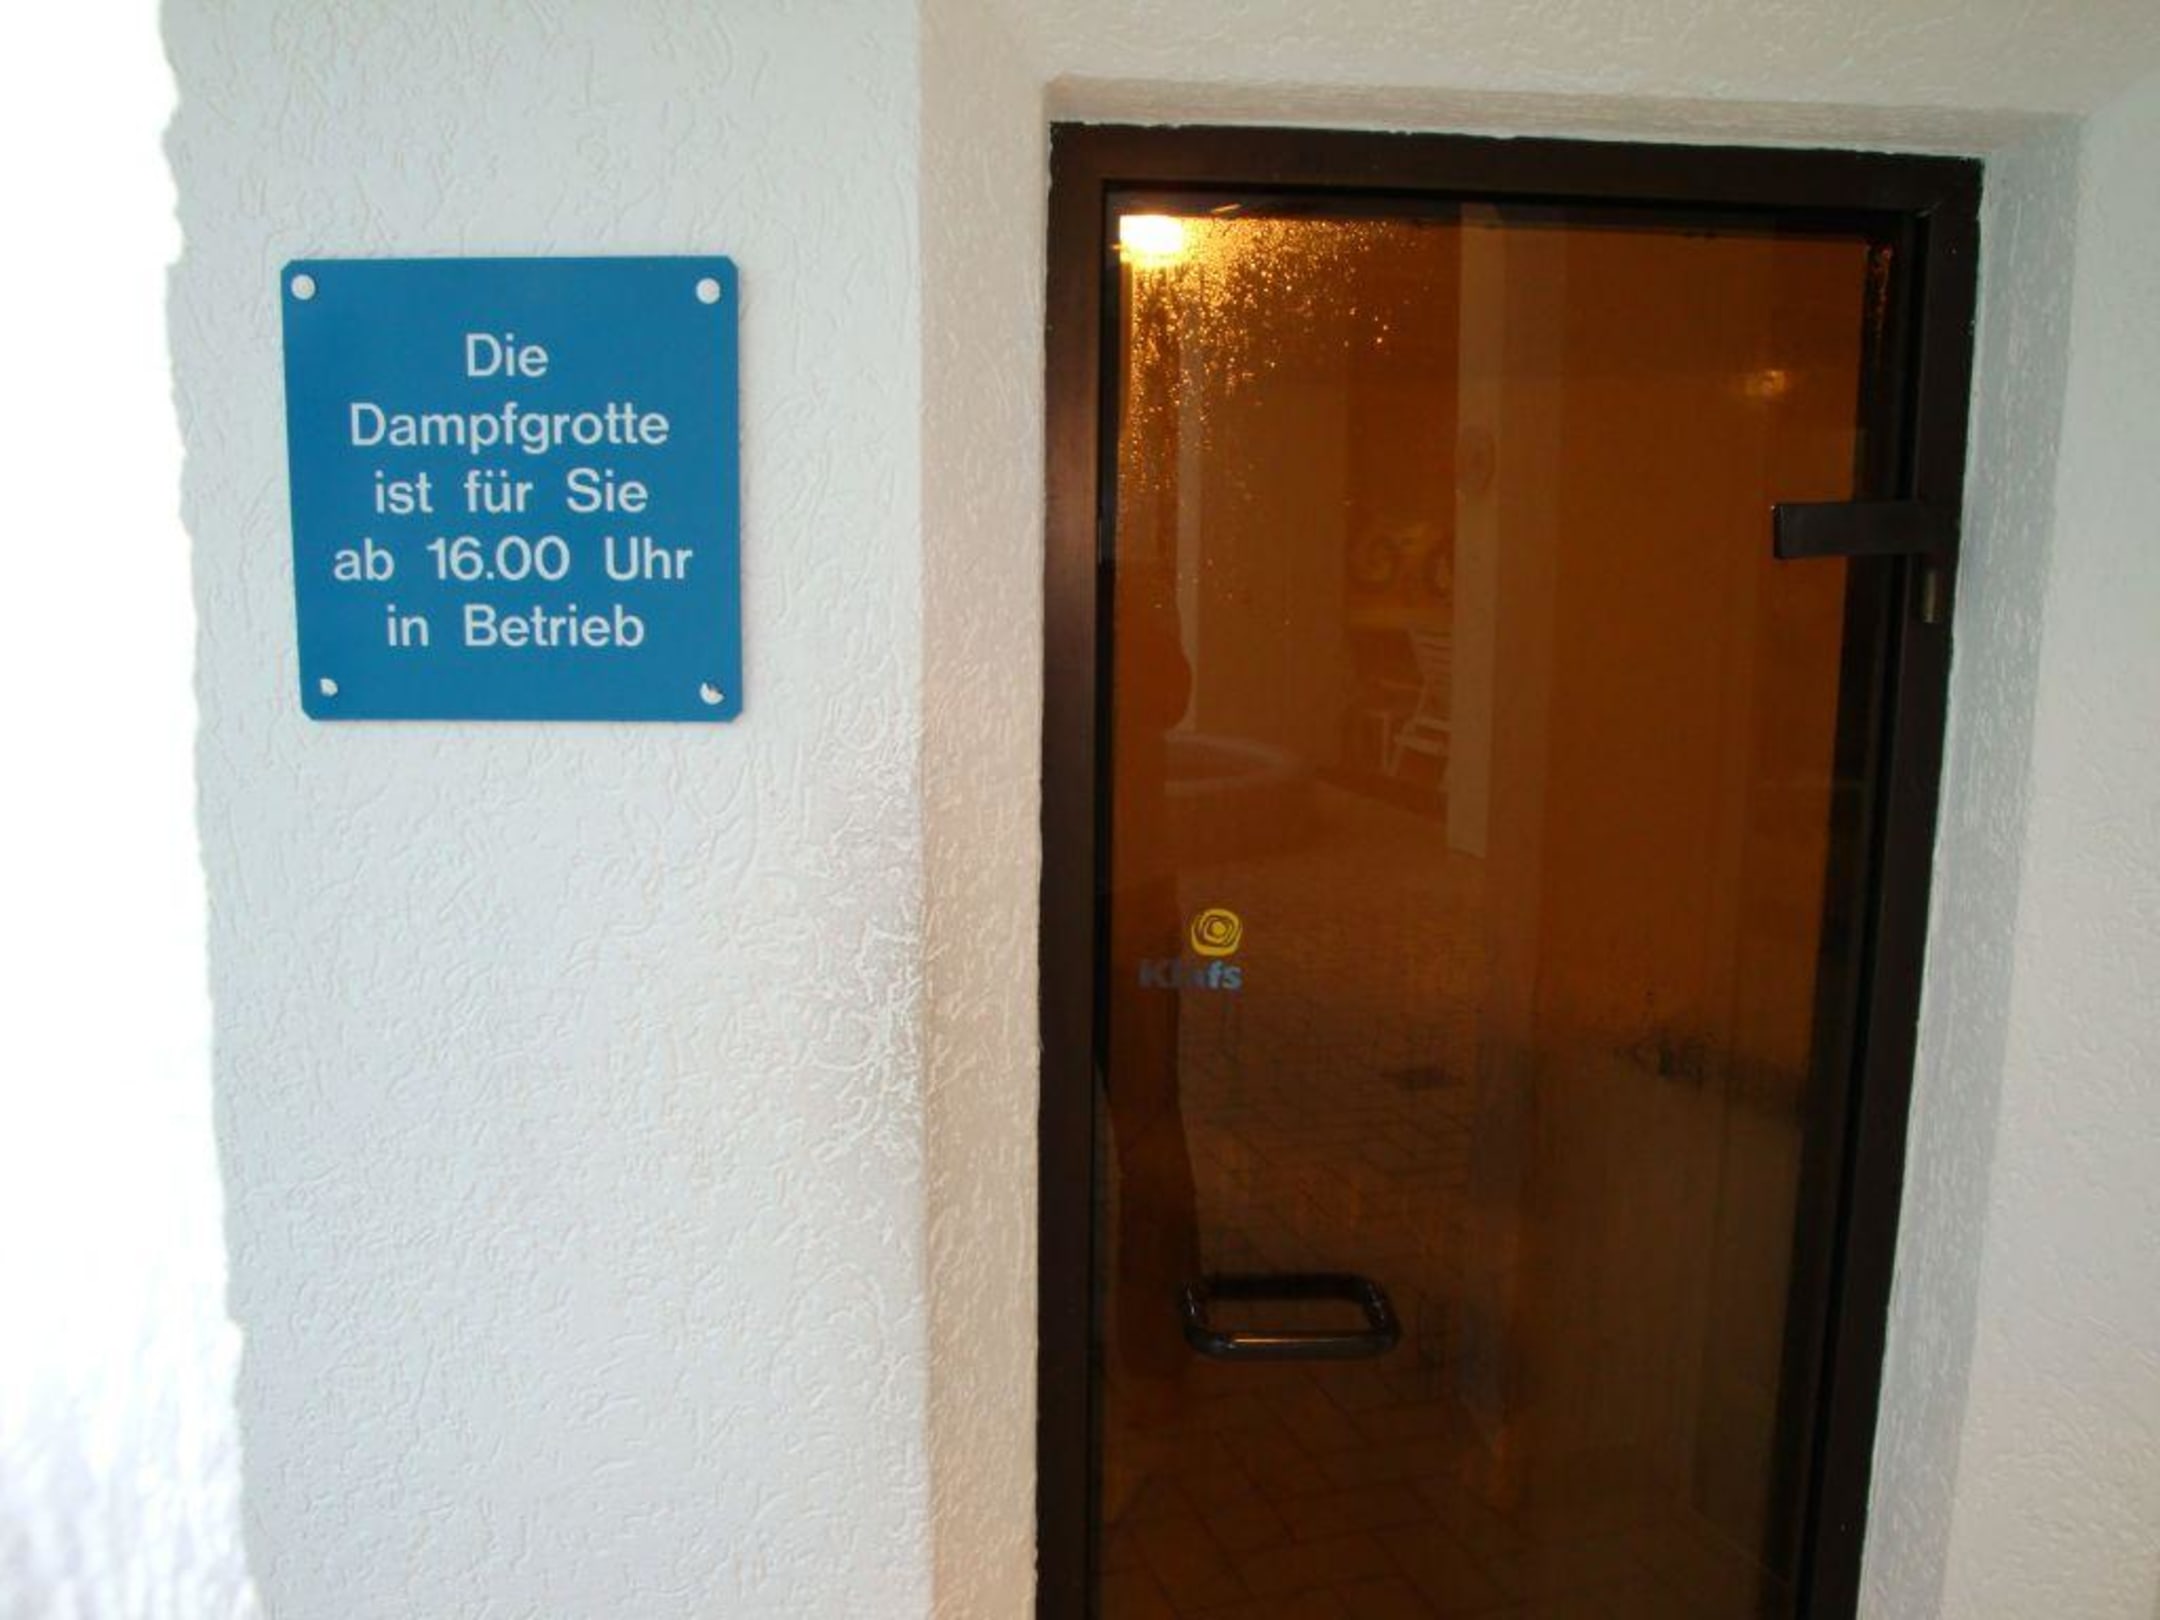 Die
Dampfgrotte
ist für Sie
ab 16.00 Uhr
in Betrieb
Klafs